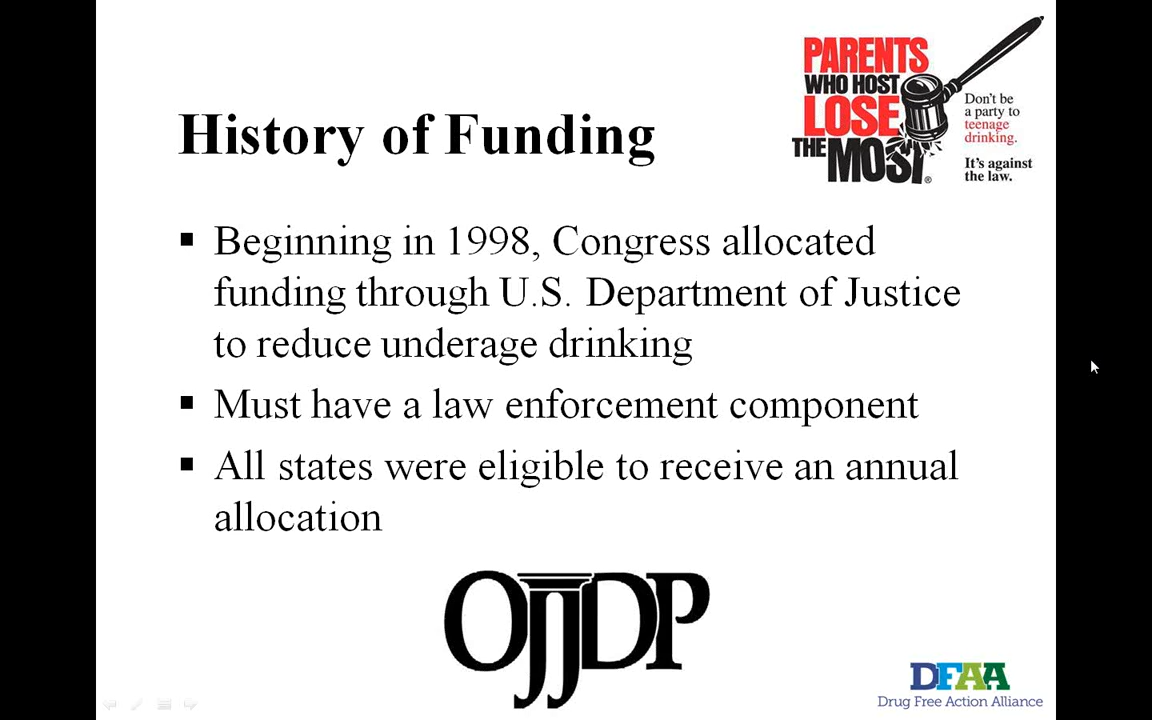 PARENTS
WHO HOST
LOSE
THE MOST®
Don't be
a party to
teenage
drinking.
It's against
the law.
History of Funding
▪ Beginning in 1998, Congress allocated
funding through U.S. Department of Justice
to reduce underage drinking
▪ Must have a law enforcement component
▪ All states were eligible to receive an annual
allocation
OJJDP
DFAA
Drug Free Action Alliance